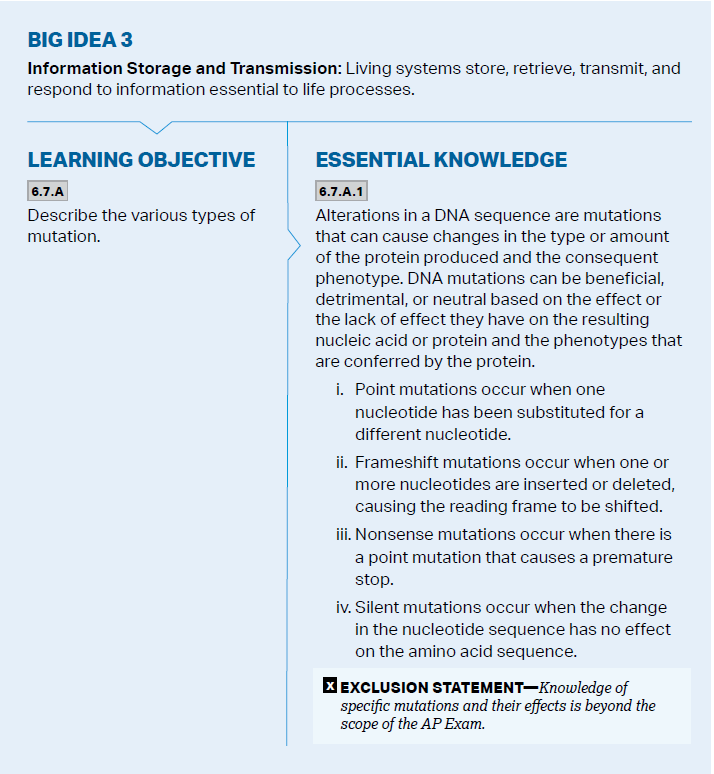 BIG IDEA 3
Information Storage and Transmission: Living systems store, retrieve, transmit, and
respond to information essential to life processes.
LEARNING OBJECTIVE
6.7.A
Describe the various types of
mutation.
ESSENTIAL KNOWLEDGE
6.7.A.1
Alterations in a DNA sequence are mutations
that can cause changes in the type or amount
of the protein produced and the consequent
phenotype. DNA mutations can be beneficial,
detrimental, or neutral based on the effect or
the lack of effect they have on the resulting
nucleic acid or protein and the phenotypes that
are conferred by the protein.
i. Point mutations occur when one
nucleotide has been substituted for a
different nucleotide.
ii. Frameshift mutations occur when one or
more nucleotides are inserted or deleted,
causing the reading frame to be shifted.
iii. Nonsense mutations occur when there is
a point mutation that causes a premature
stop.
iv. Silent mutations occur when the change
in the nucleotide sequence has no effect
on the amino acid sequence.
X EXCLUSION STATEMENT—Knowledge of
specific mutations and their effects is beyond the
scope of the AP Exam.